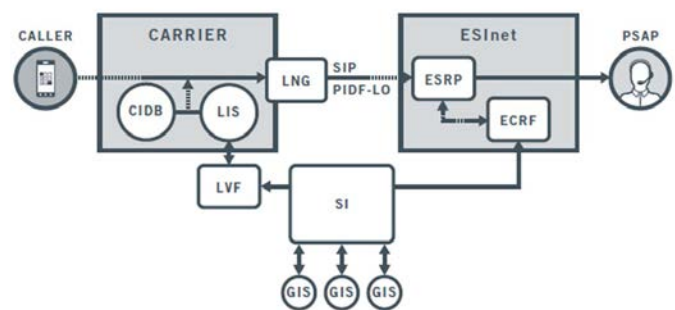 CALLER
CARRIER
ESInet
PSAP
LNG
SIP
PIDF-LO
ESRP
CIDB
LIS
ECRF
LVF
SI
GIS
GIS
GIS